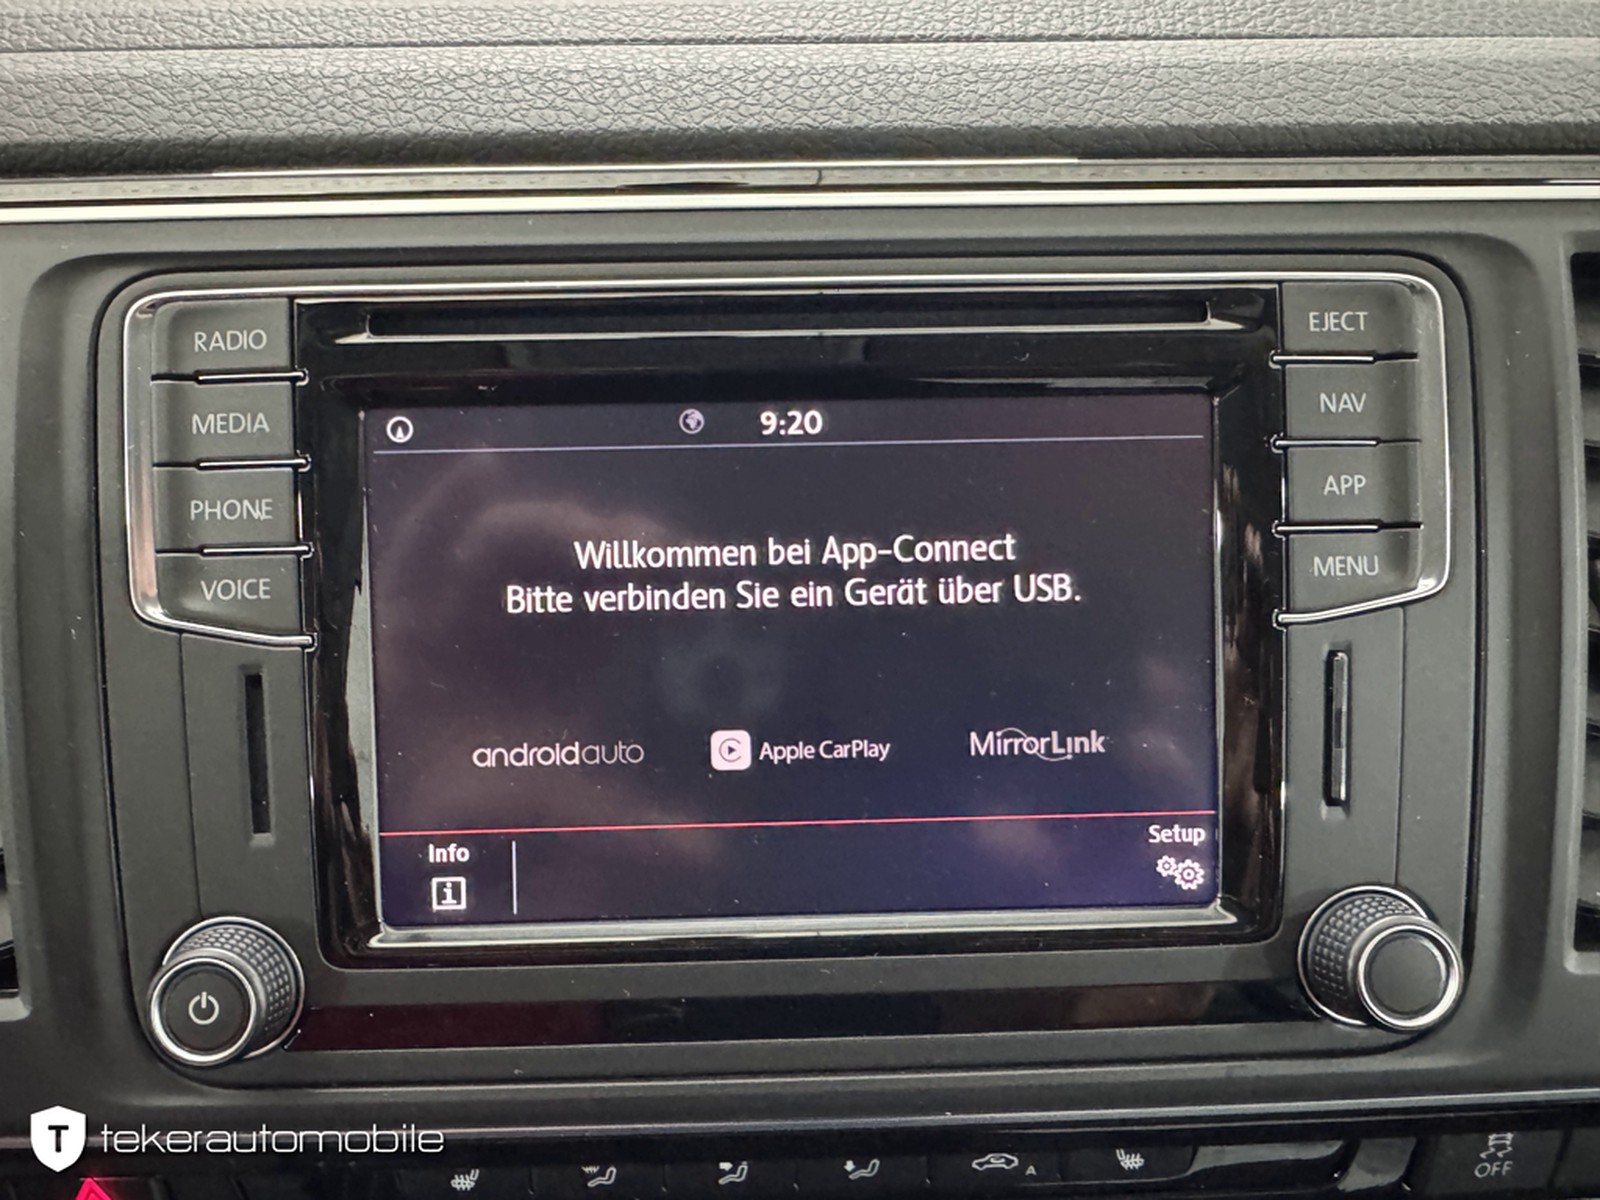 RADIO
MEDIA
PHONE
VOICE
EJECT
NAV
APP
MENU
9:20
Willkommen bei App-Connect
Bitte verbinden Sie ein Gerät über USB.
androidauto
Apple CarPlay
MirrorLink
Info
Setup
T tekerautomobile
A
OFF